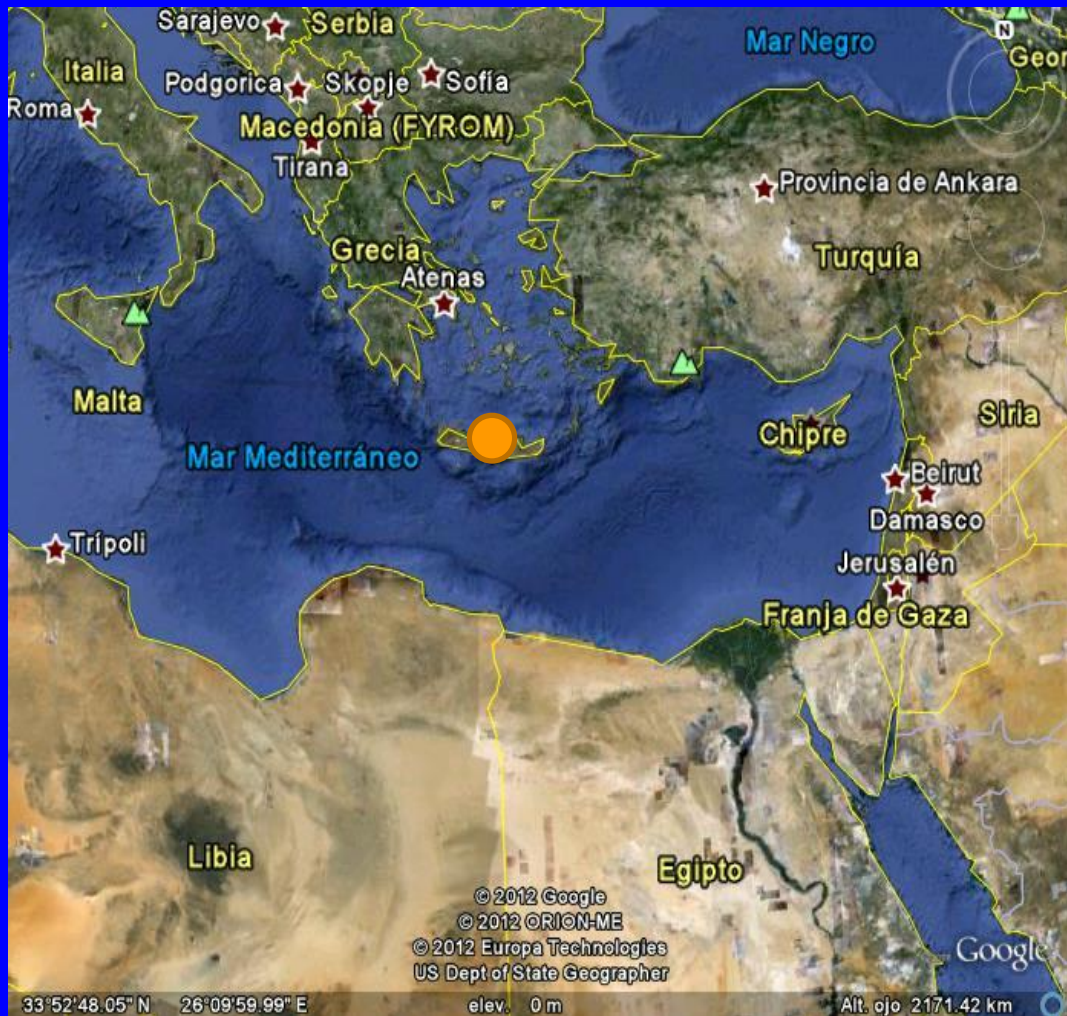 Sarajevo
Serbia
Mar Negro
N
Geor
Italia
Podgorica
Skopje
Sofía
Roma
Macedonia (FYROM)
Tirana
Provincia de Ankara
Grecia
Turquía
Atenas
Malta
Siria
Chipre
Mar Mediterráneo
Beirut
Damasco
Trípoli
Jerusalén
Franja de Gaza
Libia
Egipto
© 2012 Google
© 2012 ORION-ME
© 2012 Europa Technologies
US Dept of State Geographer
Google
33°52'48.05" N 26°09'59.99" E elev. 0 m Alt. ojo 2171.42 km